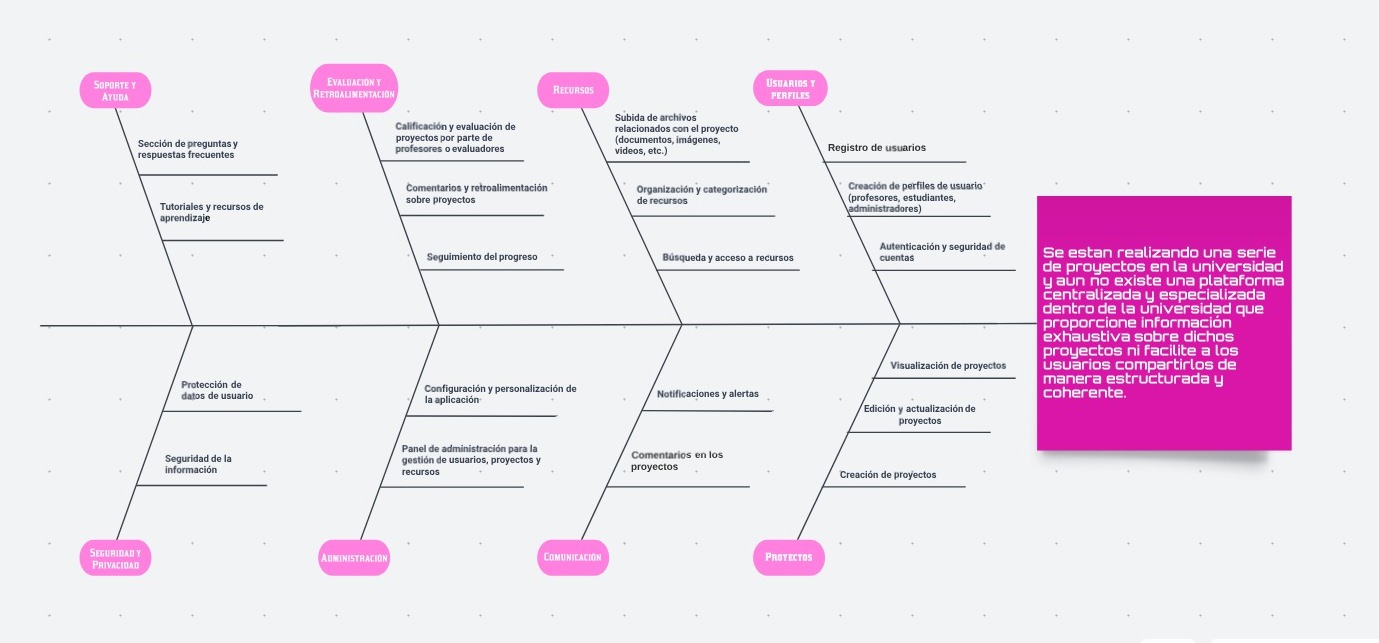 Soporte y
Ayuda
Sección de preguntas y
respuestas frecuentes
Tutoriales y recursos de
aprendizaje
Evaluación y
Retroalimentación
Calificación y evaluación de
proyectos por parte de
profesores o evaluadores
Comentarios y retroalimentación
sobre proyectos
Seguimiento del progreso
Recursos
Subida de archivos
relacionados con el proyecto
(documentos, imágenes,
videos, etc.)
Organización y categorización
de recursos
Búsqueda y acceso a recursos
Usuarios y
perfiles
Registro de usuarios
Creación de perfiles de usuario
(profesores, estudiantes,
administradores)
Autenticación y seguridad de
cuentas
Se estan realizando una serie
de proyectos en la universidad
y aun no existe una plataforma
centralizada y especializada
dentro de la universidad que
proporcione información
exhaustiva sobre dichos
proyectos ni facilite a los
usuarios compartirlos de
manera estructurada y
coherente.
Protección de
datos de usuario
Seguridad de la
información
Seguridad y
Privacidad
Configuración y personalización de
la aplicación
Panel de administración para la
gestión de usuarios, proyectos y
recursos
Administración
Notificaciones y alertas
Comentarios en los
proyectos
Comunicación
Visualización de proyectos
Edición y actualización de
proyectos
Creación de proyectos
Proyectos